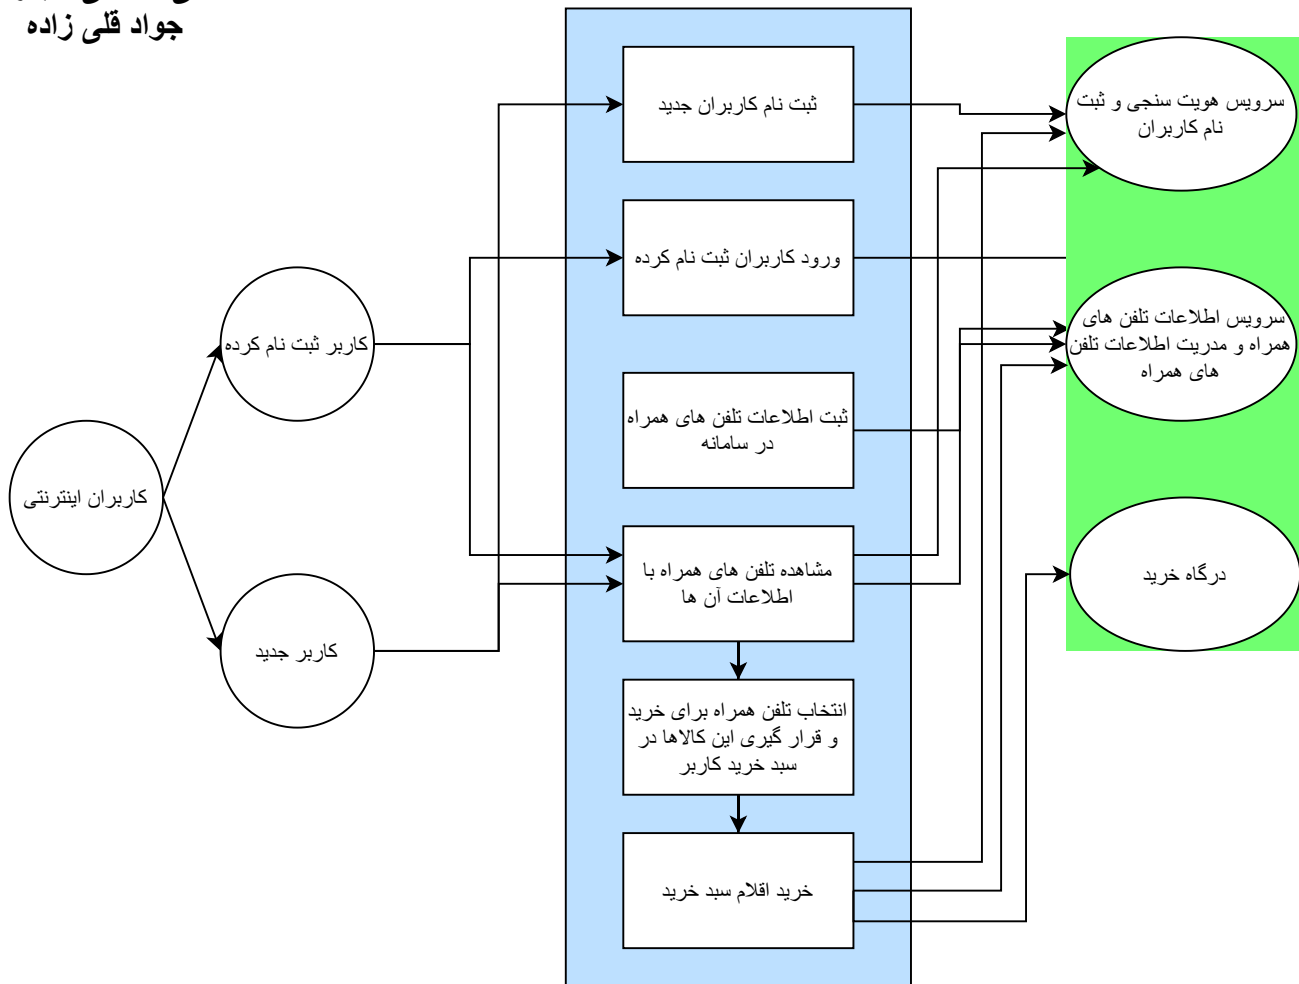 جواد قلی زاده
ثبت نام کاربران جدید
سرویس هویت سنجی و ثبت
نام کاربران
ورود کاربران ثبت نام کرده
کاربر ثبت نام کرده
سرویس اطلاعات تلفن های
همراه و مدریت اطلاعات تلفن
های همراه
ثبت اطلاعات تلفن های همراه
در سامانه
کاربران اینترنتی
مشاهده تلفن های همراه با
اطلاعات آن ها
درگاه خرید
کاربر جدید
انتخاب تلفن همراه برای خرید
و قرار گیری این کالاها در
سبد خرید کاربر
خرید اقلام سبد خرید